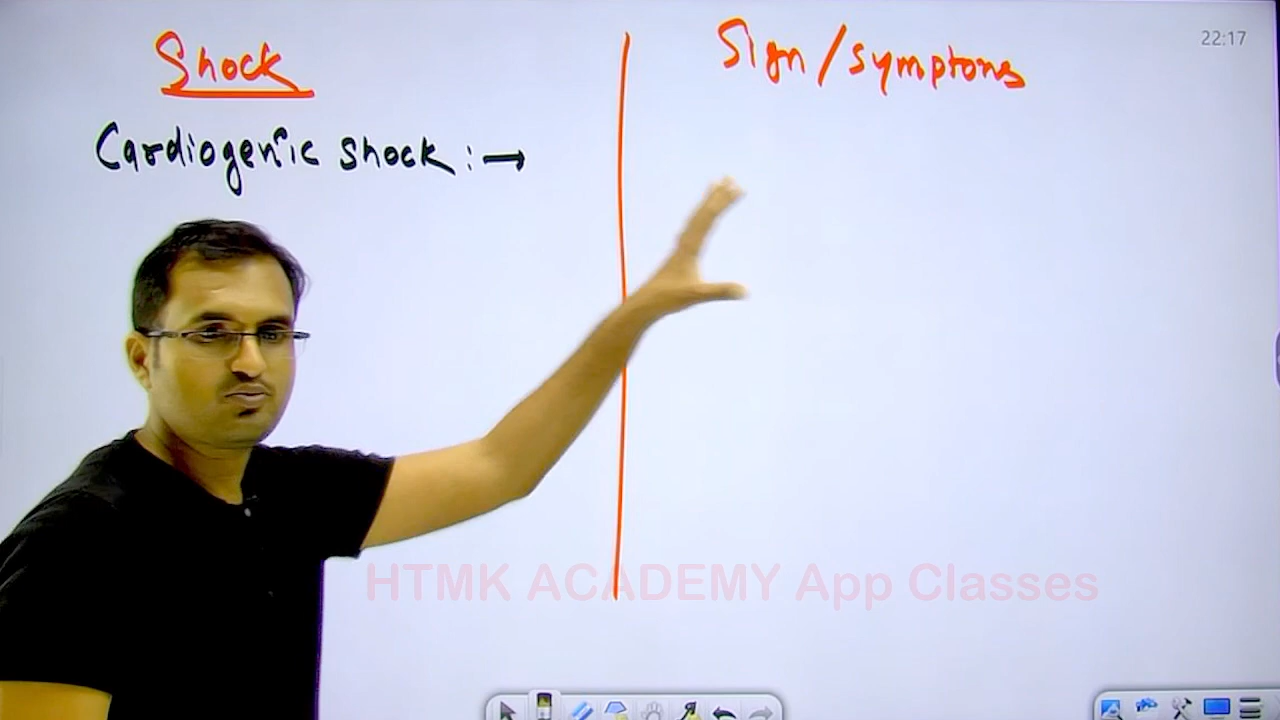 Shock
Sign/symptons
22:17
Cardiogenic shock:→
HTMK ACADEMY App Classes